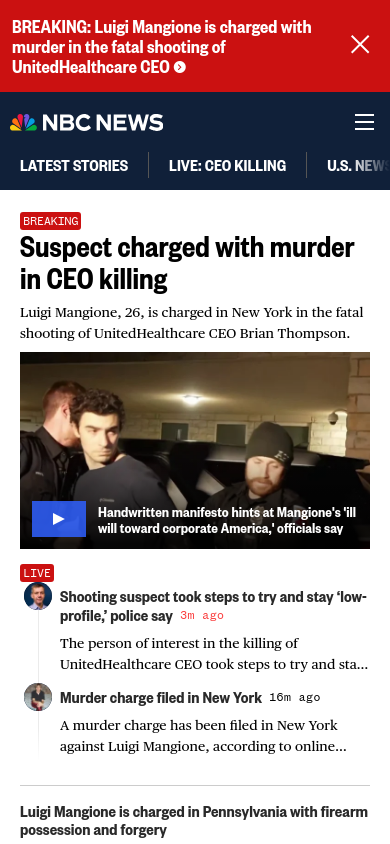 BREAKING: Luigi Mangione is charged with
murder in the fatal shooting of
UnitedHealthcare CEO
NBC NEWS
LATEST STORIES
LIVE: CEO KILLING
U.S. NEWS
BREAKING
Suspect charged with murder
in CEO killing
Luigi Mangione, 26, is charged in New York in the fatal
shooting of UnitedHealthcare CEO Brian Thompson.
Handwritten manifesto hints at Mangione's 'ill
will toward corporate America,' officials say
LIVE
Shooting suspect took steps to try and stay ‘low-
profile,’ police say 3m ago
The person of interest in the killing of
UnitedHealthcare CEO took steps to try and sta...
Murder charge filed in New York 16m ago
A murder charge has been filed in New York
against Luigi Mangione, according to online...
Luigi Mangione is charged in Pennsylvania with firearm
possession and forgery